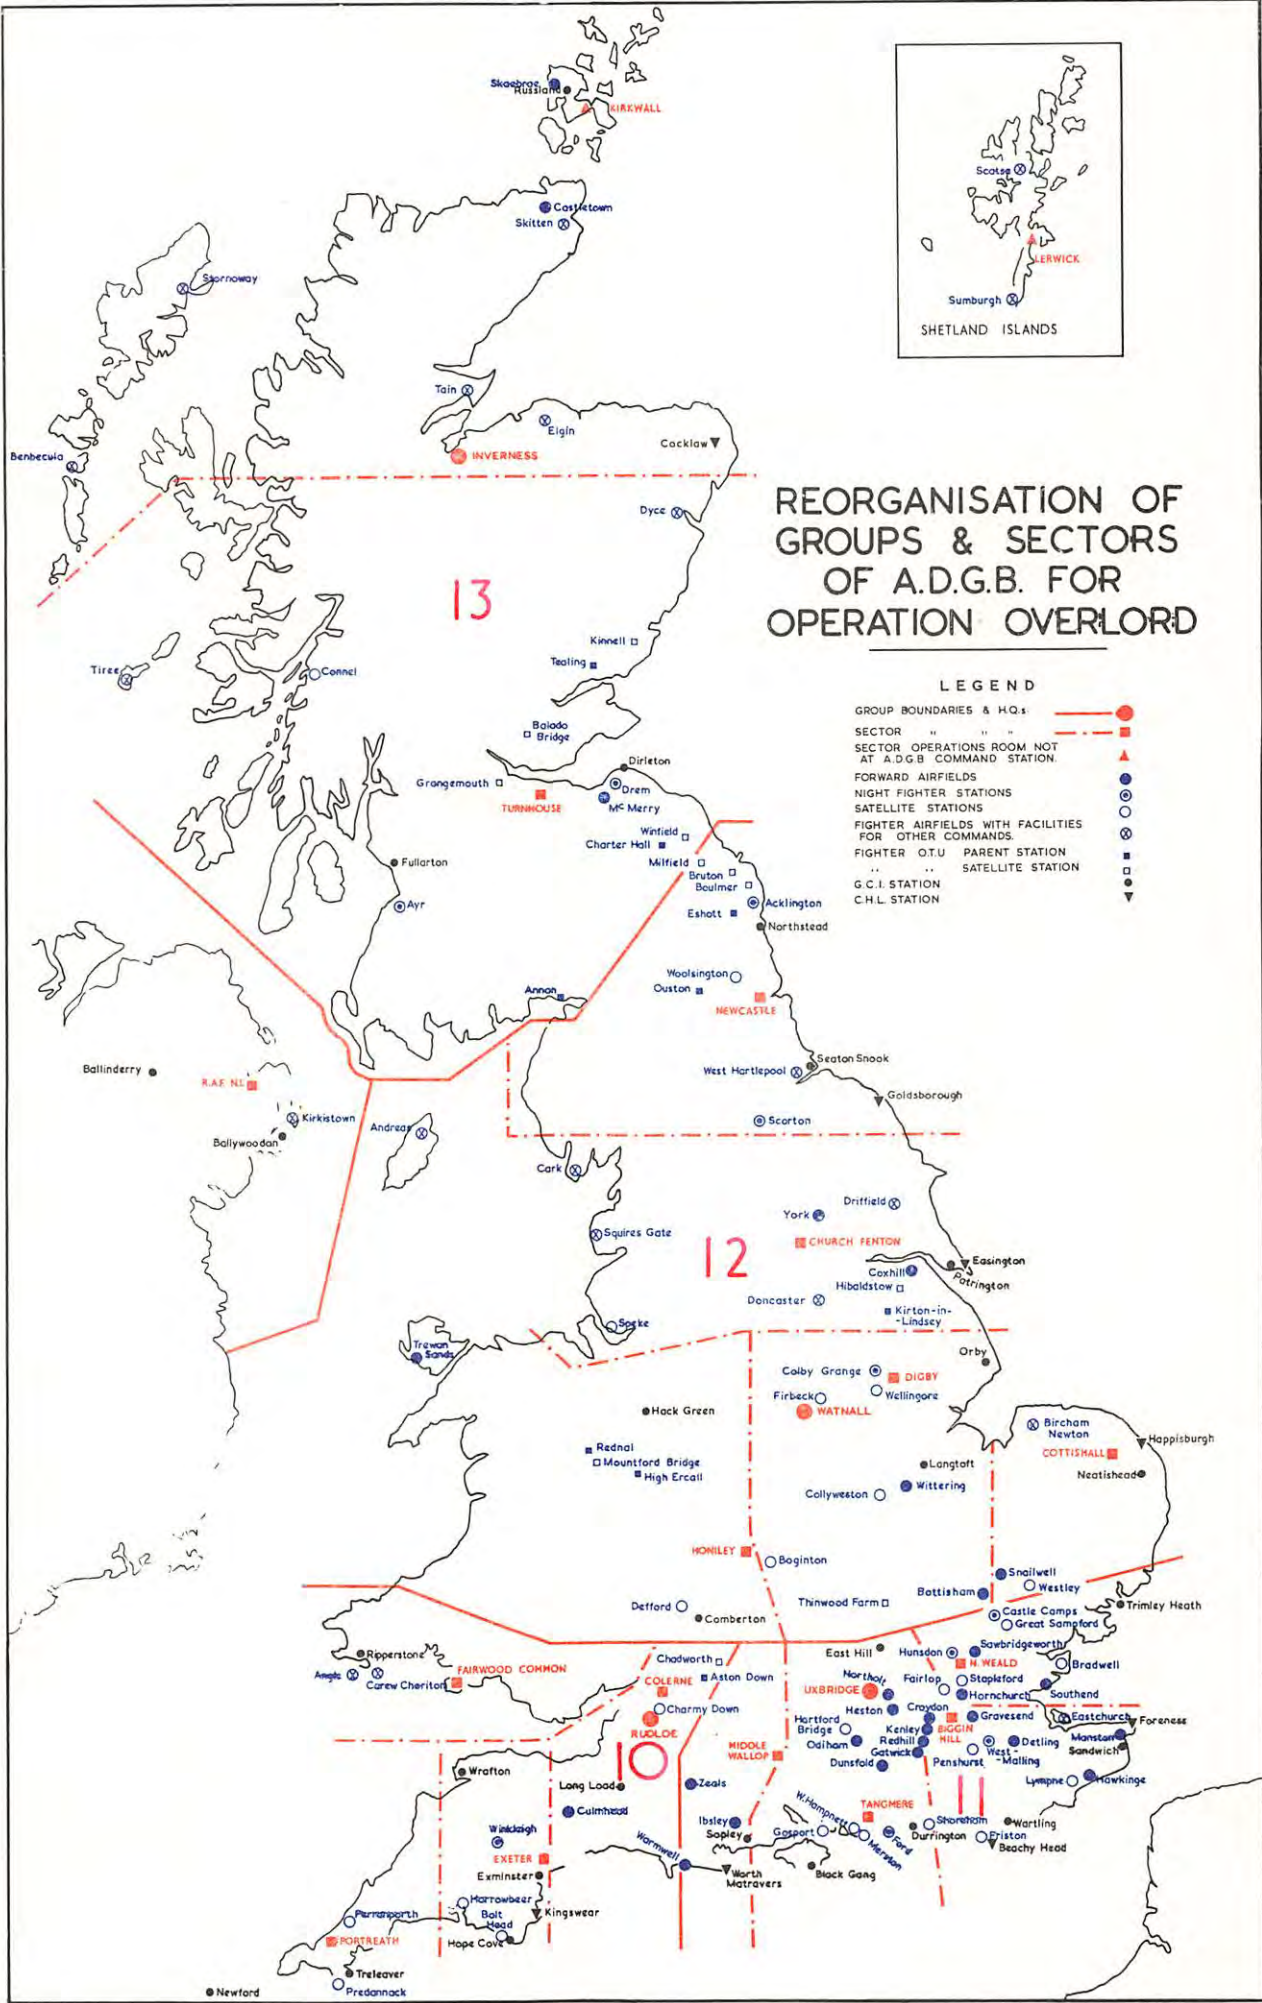 Skaebrae
Russland
KIRKWALL
Scatsa
LERWICK
Sumburgh
SHETLAND ISLANDS
Castletown
Skitten
Stornoway
Tain
Elgin
Cocklaw
INVERNESS
Benbecula
Dyce
REORGANISATION OF
GROUPS & SECTORS
OF A.D.G.B. FOR
OPERATION OVERLORD
13
Kinnell
Tealing
Tiree
Connel
LEGEND
GROUP BOUNDARIES & H.Q.s
SECTOR " " "
SECTOR OPERATIONS ROOM NOT
AT A.D.G.B COMMAND STATION.
FORWARD AIRFIELDS
NIGHT FIGHTER STATIONS
SATELLITE STATIONS
FIGHTER AIRFIELDS WITH FACILITIES
FOR OTHER COMMANDS.
FIGHTER O.T.U PARENT STATION
" " SATELLITE STATION
G.C.I. STATION
C.H.L. STATION
Balado
Bridge
Dirleton
Grangemouth
Drem
McMerry
TURNHOUSE
Winfield
Charter Hall
Milfield
Bruton
Boulmer
Fullarton
Acklington
Ayr
Eshott
Northstead
Woolsington
Ouston
Annan
NEWCASTLE
Seaton Snook
Ballinderry
R.A.F. N.I.
West Hartlepool
Goldsborough
Kirkistown
Andreas
Scorton
Ballywoodan
Cark
Driffield
York
Squires Gate
12
CHURCH FENTON
Easington
Patrington
Coxhill
Hibaldstow
Doncaster
Kirton-in-
-Lindsey
Speke
Trewan
Sands
Orby
Colby Grange
DIGBY
Firbeck
Wellingore
Hack Green
WATNALL
Bircham
Newton
Happisburgh
COTTISHALL
Rednal
Mountford Bridge
High Ercall
Langtoft
Neatishead
Wittering
Collyweston
HONILEY
Boginton
Snailwell
Westley
Bottisham
Defford
Comberton
Thinwood Farm
Castle Camps
Great Sampford
Trimley Heath
East Hill
Hunsdon
Sawbridgeworth
Ripperstone
Angle
Carew Cheriton
FAIRWOOD COMMON
Chadworth
COLERNE
Aston Down
N. WEALD
Bradwell
Northolt
Fairlop
Stapleford
UXBRIDGE
Hornchurch
Southend
Charmy Down
RUDLOE
Heston
Croydon
Gravesend
Eastchurch
Foreness
Hartford
Bridge
Kenley
BIGGIN
HILL
Manston
Odiham
Redhill
Detling
Sandwich
MIDDLE
WALLOP
Gatwick
West-
-Malling
Dunsfold
Penshurst
10
Wrafton
Long Load
Zeals
Lympne
Hawkinge
11
Culmhead
W. Hampnett
TANGMERE
Ibsley
Shoreham
Wartling
Winkleigh
Sopley
Gosport
Merston
Ford
Durrington
Friston
Beachy Head
EXETER
Warmwell
Exminster
Worth
Matravers
Black Gang
Harrowbeer
Perranporth
Bolt
Head
Kingswear
PORTREATH
Hope Cove
Treleaver
Newford
Predannack